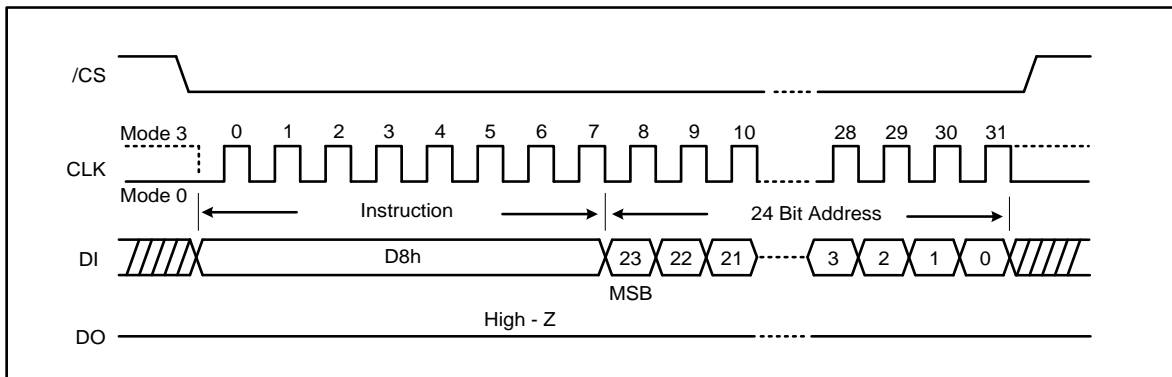 /CS
Mode 3 0 1 2 3 4 5 6 7 8 9 10 28 29 30 31
CLK
Mode 0
Instruction 24 Bit Address
DI D8h 23 22 21 3 2 1 0
MSB
High - Z
DO